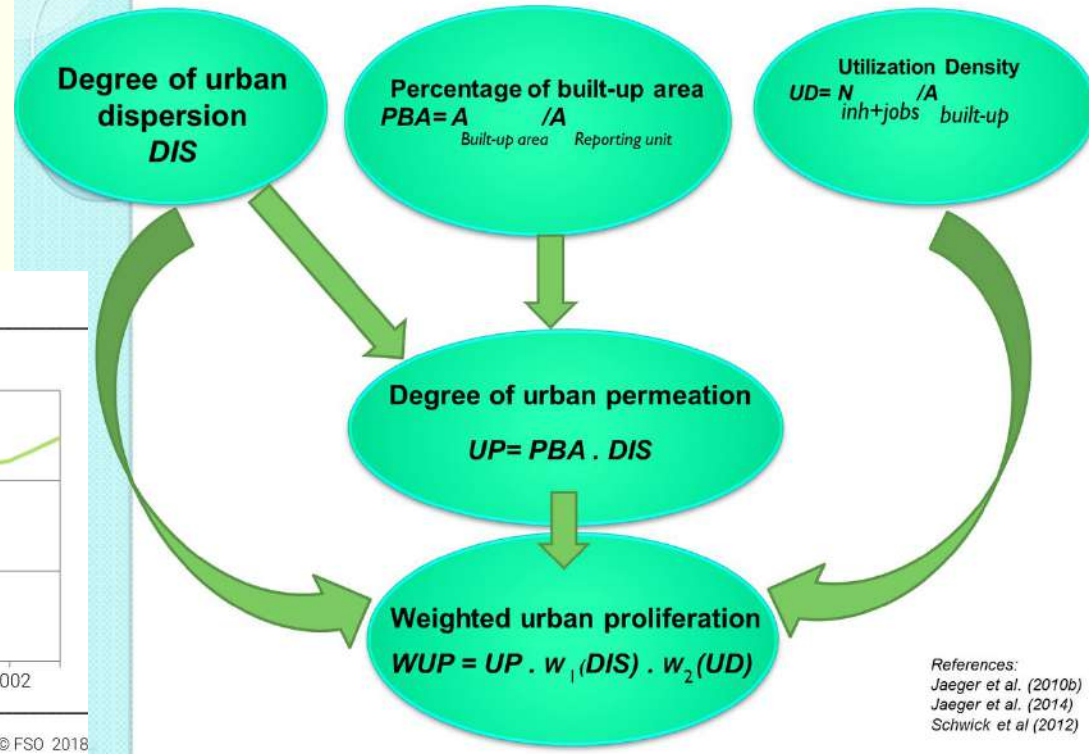 Degree of urban
dispersion
DIS
Percentage of built-up area
PBA= A /A
Built-up area Reporting unit
Utilization Density
UD= N /A
inh+jobs built-up
Degree of urban permeation
UP= PBA . DIS
Weighted urban proliferation
WUP = UP . w1(DIS) . w2(UD)
002
© FSO 2018
References:
Jaeger et al. (2010b)
Jaeger et al. (2014)
Schwick et al (2012)